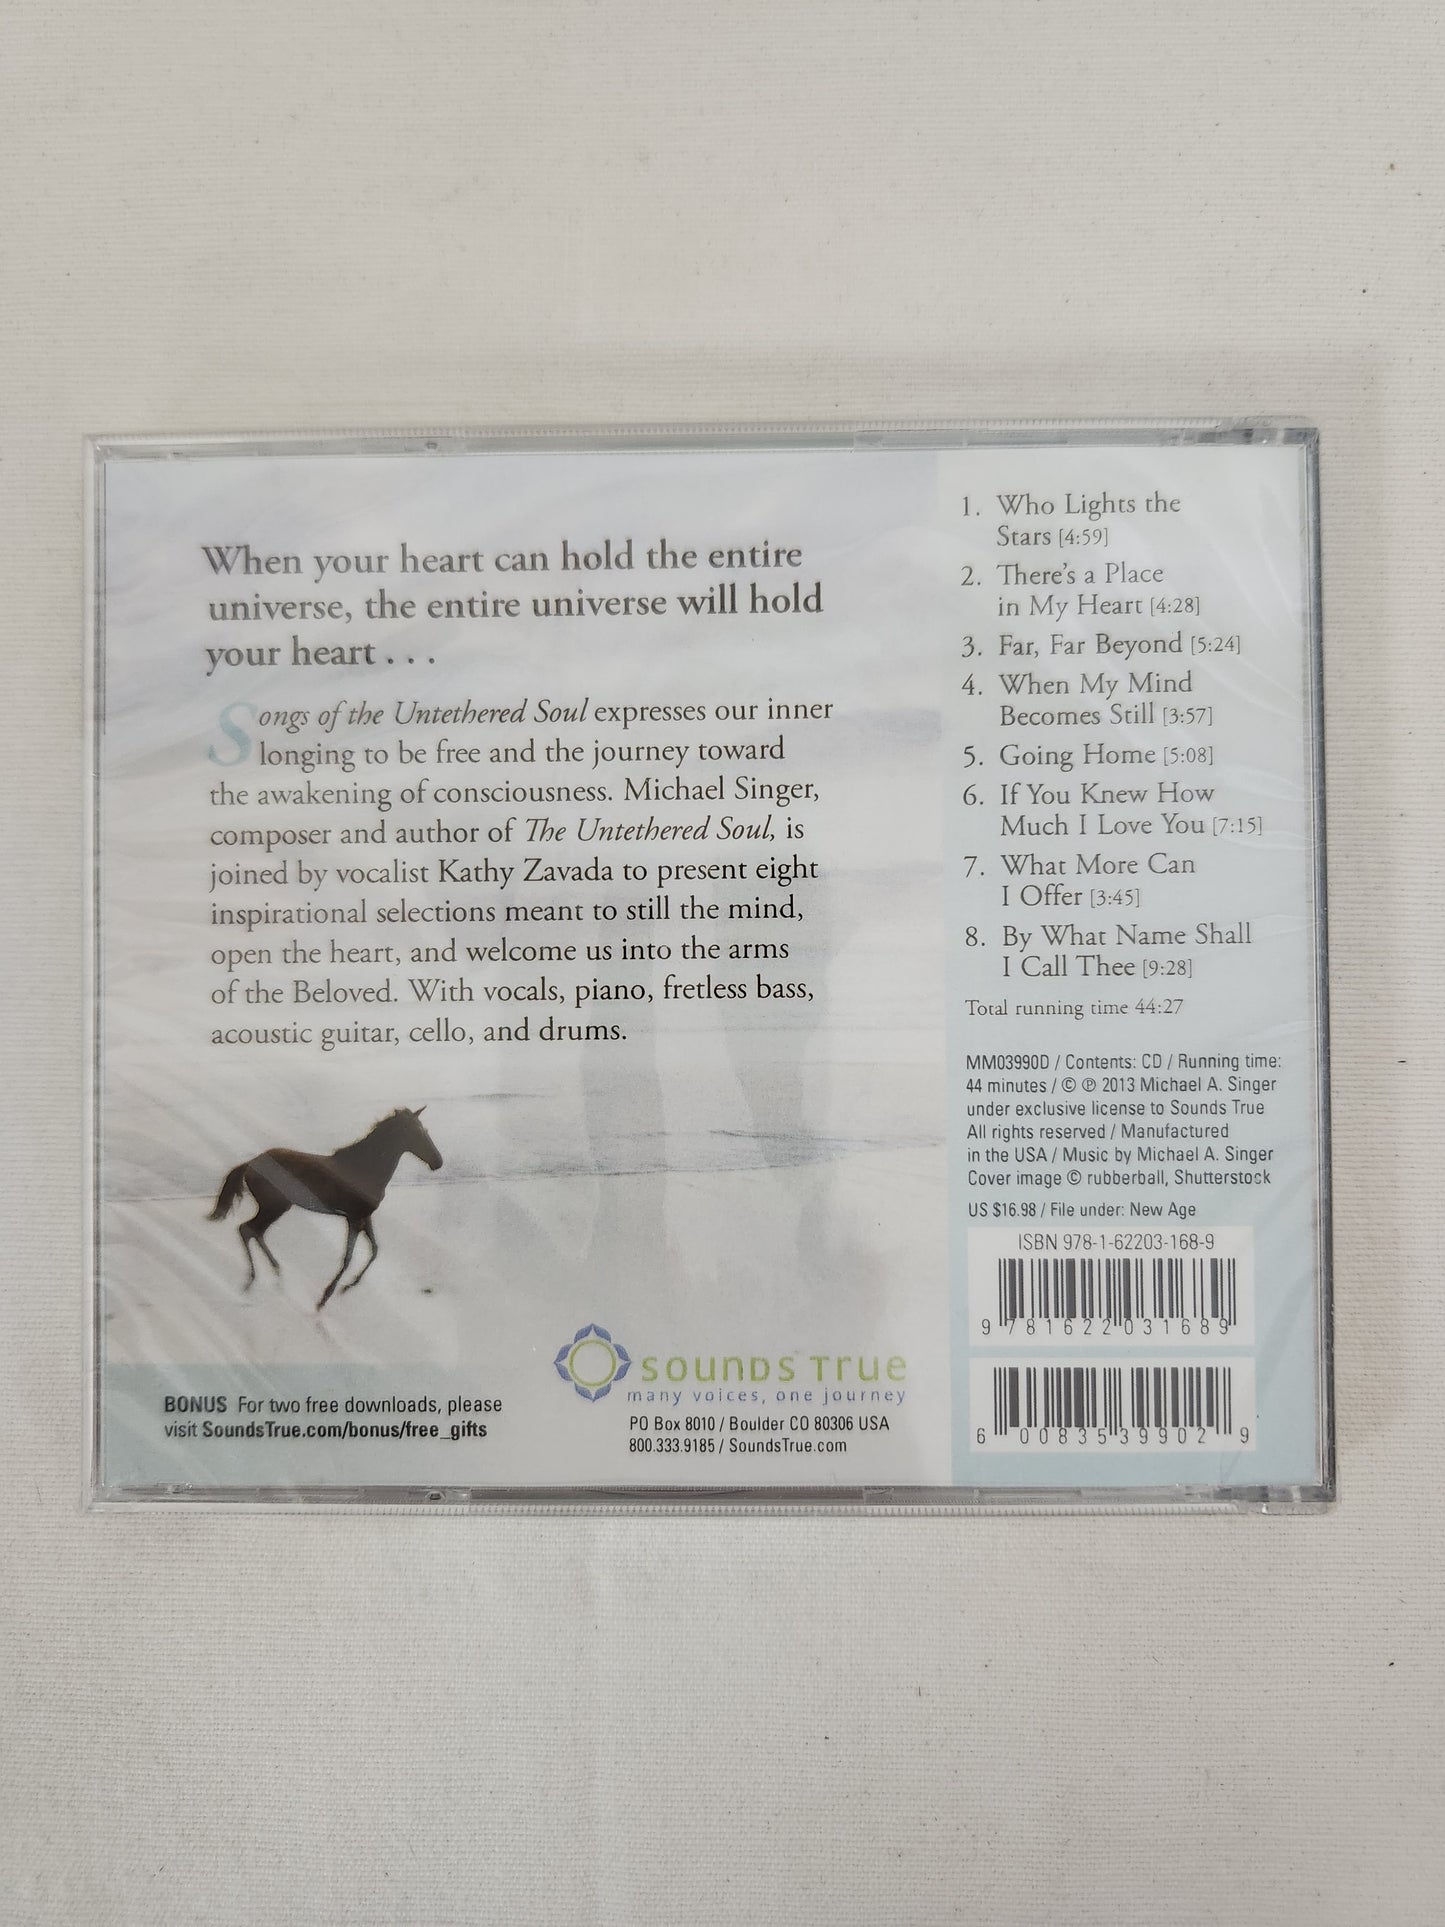 When your heart can hold the entire
universe, the entire universe will hold
your heart . . .
Songs of the Untethered Soul expresses our inner
longing to be free and the journey toward
the awakening of consciousness. Michael Singer,
composer and author of The Untethered Soul, is
joined by vocalist Kathy Zavada to present eight
inspirational selections meant to still the mind,
open the heart, and welcome us into the arms
of the Beloved. With vocals, piano, fretless bass,
acoustic guitar, cello, and drums.
BONUS For two free downloads, please
visit SoundsTrue.com/bonus/free_gifts
sounds true
many voices, one journey
PO Box 8010 / Boulder CO 80306 USA
800.333.9185 / SoundsTrue.com
1. Who Lights the
Stars [4:59]
2. There's a Place
in My Heart [4:28]
3. Far, Far Beyond [5:24]
4. When My Mind
Becomes Still [3:57]
5. Going Home [5:08]
6. If You Knew How
Much I Love You [7:15]
7. What More Can
I Offer [3:45]
8. By What Name Shall
I Call Thee [9:28]
Total running time 44:27
MM03990D / Contents: CD / Running time:
44 minutes / © ℗ 2013 Michael A. Singer
under exclusive license to Sounds True
All rights reserved / Manufactured
in the USA / Music by Michael A. Singer
Cover image © rubberball, Shutterstock
US $16.98 / File under: New Age
ISBN 978-1-62203-168-9
9 781622 031689
6 00835 39902 9